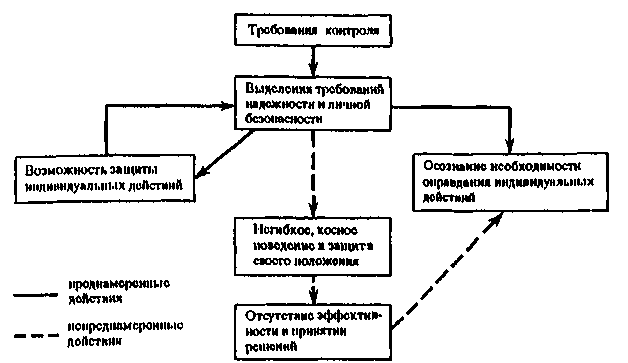 Требования контроля
Выделения требований
надежности и личной
безопасности
Возможность защиты
индивидуальных действий
Осознание необходимости
оправдания индивидуальных
действий
Негибкое, косное
поведение и защита
своего положения
преднамеренные
действия
непреднамеренные
действия
Отсутствие эффектив-
ности в принятии
решений